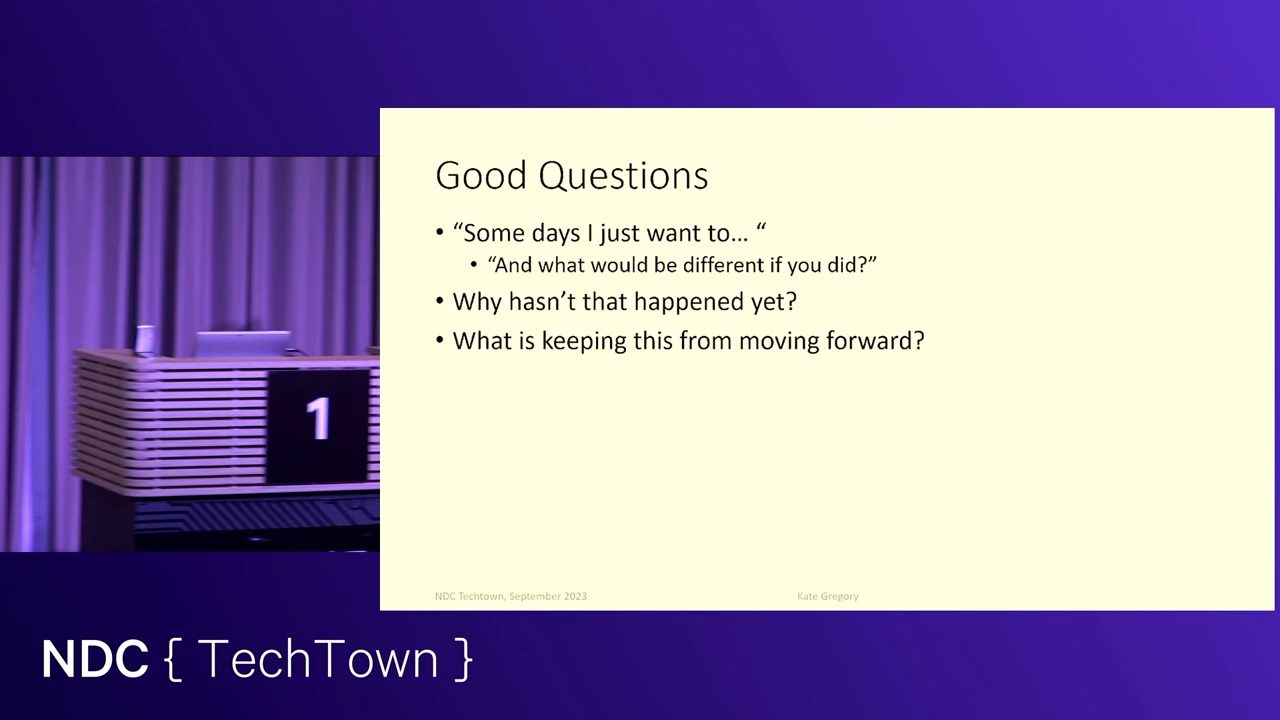 Good Questions
• “Some days I just want to… “
• “And what would be different if you did?”
• Why hasn’t that happened yet?
• What is keeping this from moving forward?
1
NDC Techtown, September 2023
Kate Gregory
NDC { TechTown }